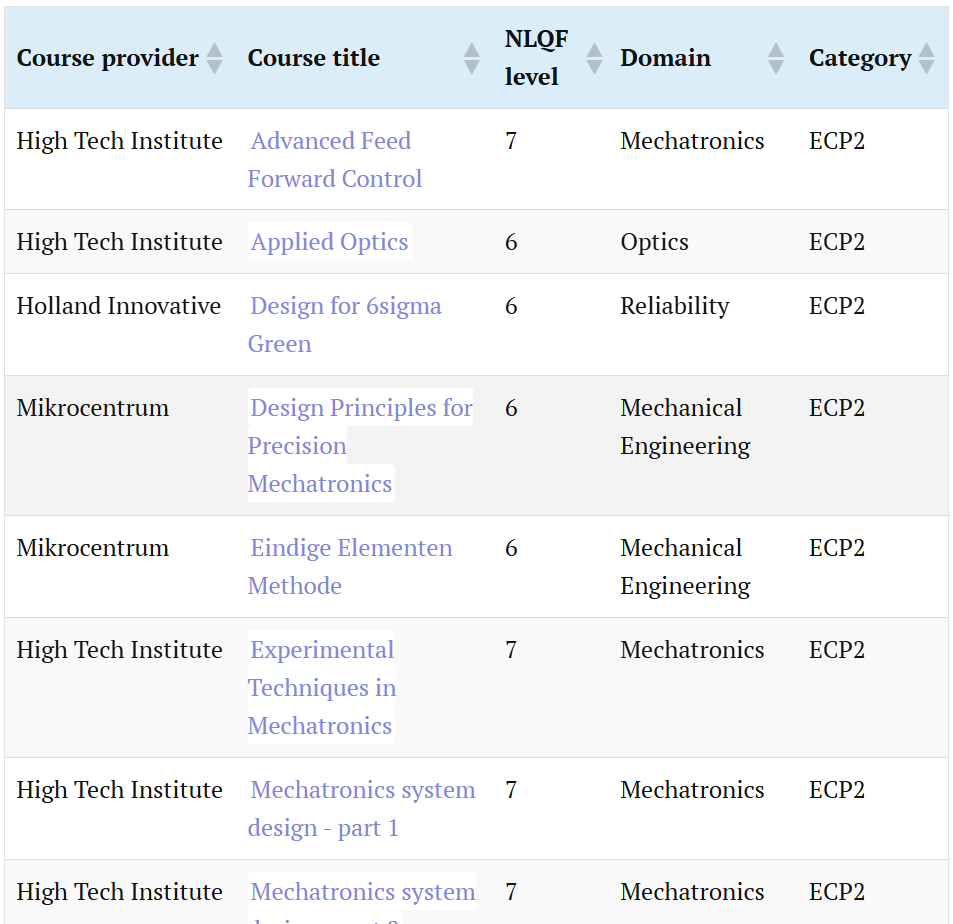 Course provider Course title NLQF level Domain Category
High Tech Institute Advanced Feed 7 Mechatronics ECP2
Forward Control
High Tech Institute Applied Optics 6 Optics ECP2
Holland Innovative Design for 6sigma 6 Reliability ECP2
Green
Mikrocentrum Design Principles for 6 Mechanical ECP2
Precision Engineering
Mechatronics
Mikrocentrum Eindige Elementen 6 Mechanical ECP2
Methode Engineering
High Tech Institute Experimental 7 Mechatronics ECP2
Techniques in
Mechatronics
High Tech Institute Mechatronics system 7 Mechatronics ECP2
design - part 1
High Tech Institute Mechatronics system 7 Mechatronics ECP2